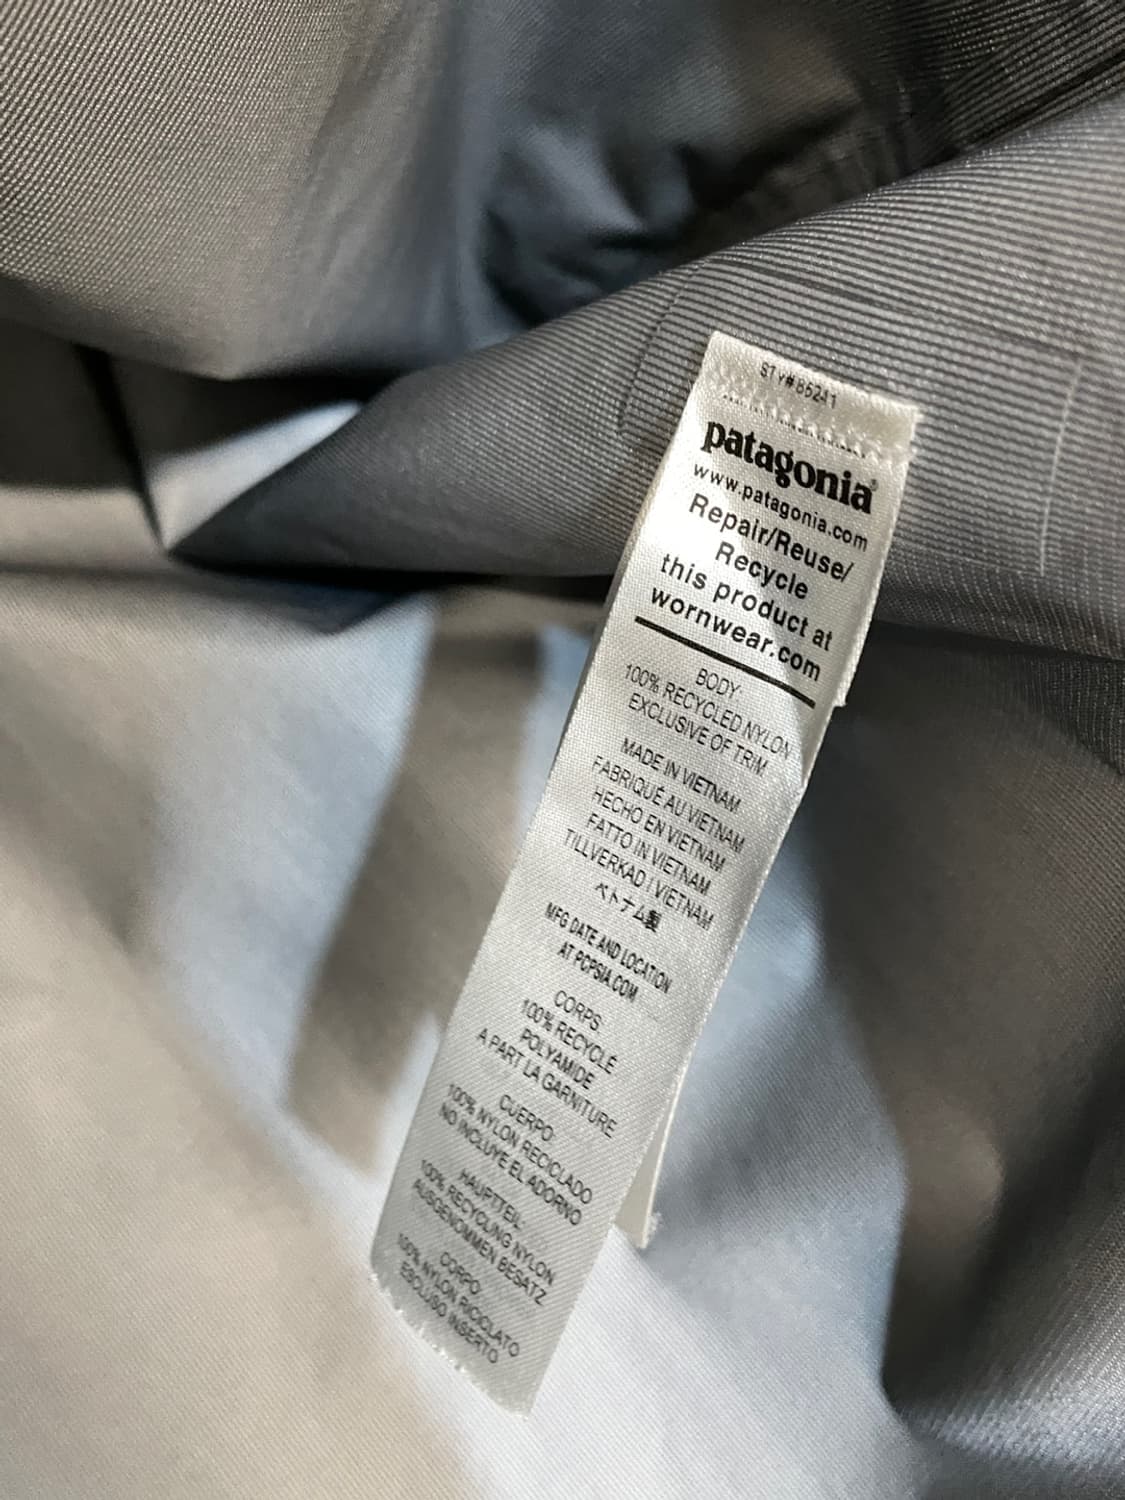 STY# 85241
patagonia®
www.patagonia.com
Repair/Reuse/
Recycle
this product at
wornwear.com
BODY:
100% RECYCLED NYLON
EXCLUSIVE OF TRIM
MADE IN VIETNAM
FABRIQUÉ AU VIETNAM
HECHO EN VIETNAM
FATTO IN VIETNAM
TILLVERKAD I VIETNAM
ベトナム製
MFG DATE AND LOCATION
AT PCPSIA.COM
CORPS:
100% RECYCLÉ
POLYAMIDE
A PART LA GARNITURE
CUERPO:
100% NYLON RECICLADO
NO INCLUYE EL ADORNO
HAUPTTEIL:
100% RECYCLING NYLON
AUSGENOMMEN BESATZ
CORPO:
100% NYLON RICICLATO
ESCLUSO INSERTO